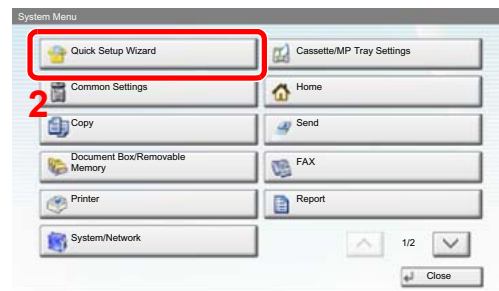 System Menu
Quick Setup Wizard
Cassette/MP Tray Settings
2
Common Settings
Home
Copy
Send
Document Box/Removable
Memory
FAX
Printer
Report
System/Network
1/2
Close